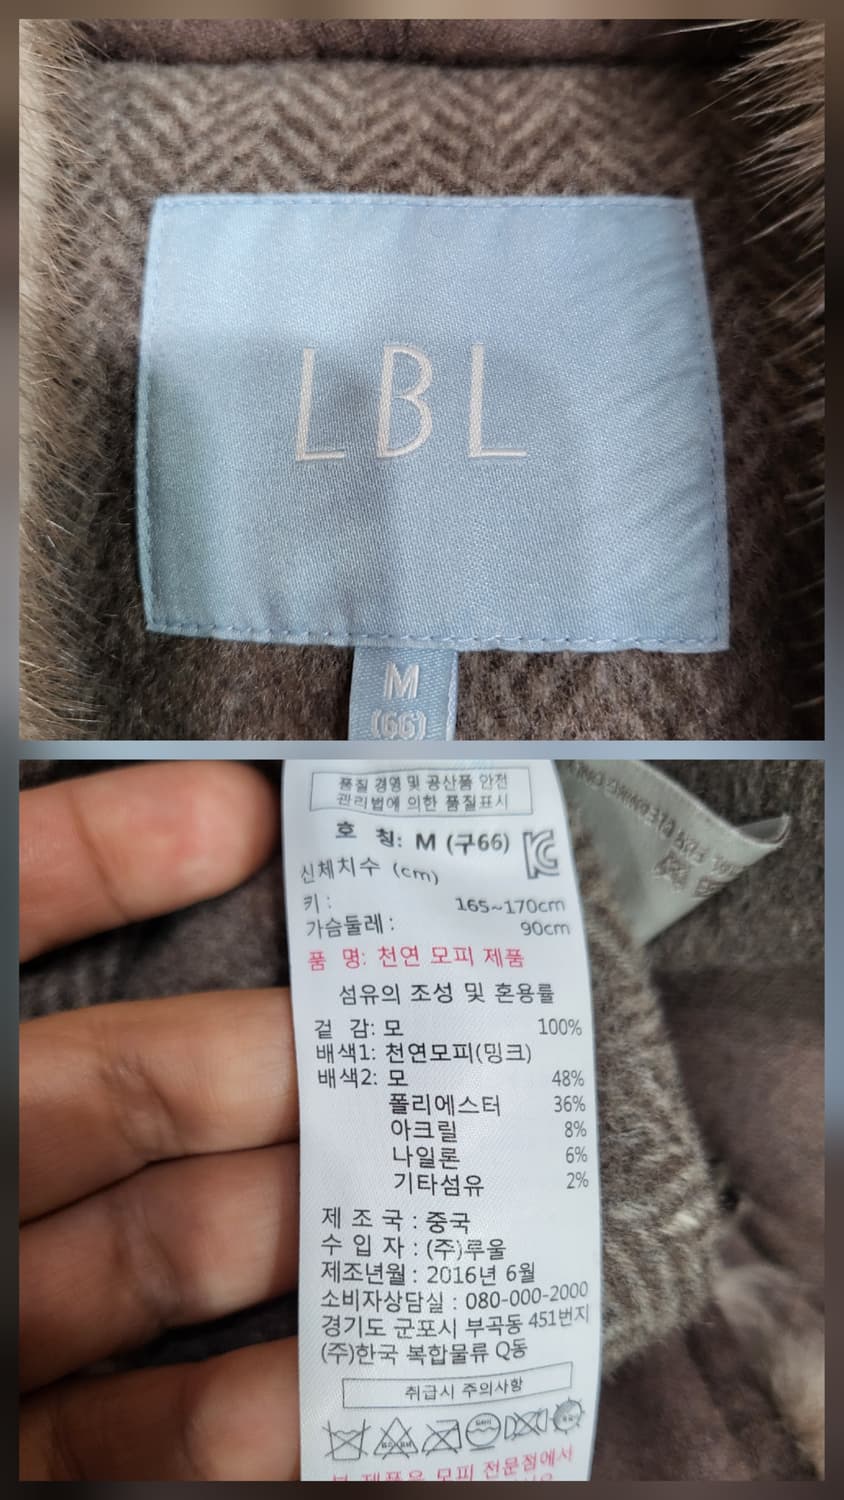 LBL
M
(66)
품질 경영 및 공산품 안전
관리법에 의한 품질표시
호 칭: M (구66)
신체치수 (cm)
키 : 165~170cm
가슴둘레 : 90cm
품 명: 천연 모피 제품
섬유의 조성 및 혼용률
겉 감: 모 100%
배색1: 천연모피(밍크)
배색2: 모 48%
폴리에스터 36%
아크릴 8%
나일론 6%
기타섬유 2%
제 조 국 : 중국
수 입 자 : (주)루울
제조년월 : 2016년 6월
소비자상담실 : 080-000-2000
경기도 군포시 부곡동 451번지
(주)한국 복합물류 Q동
취급시 주의사항
본 제품은 모피 전문점에서